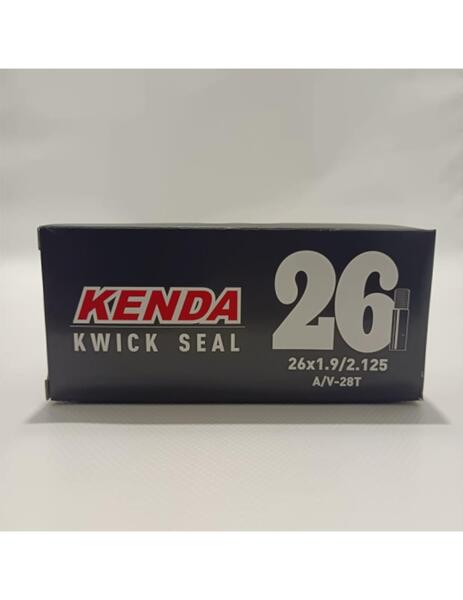 KENDA
KWICK SEAL
26
26x1.9/2.125
A/V-28T